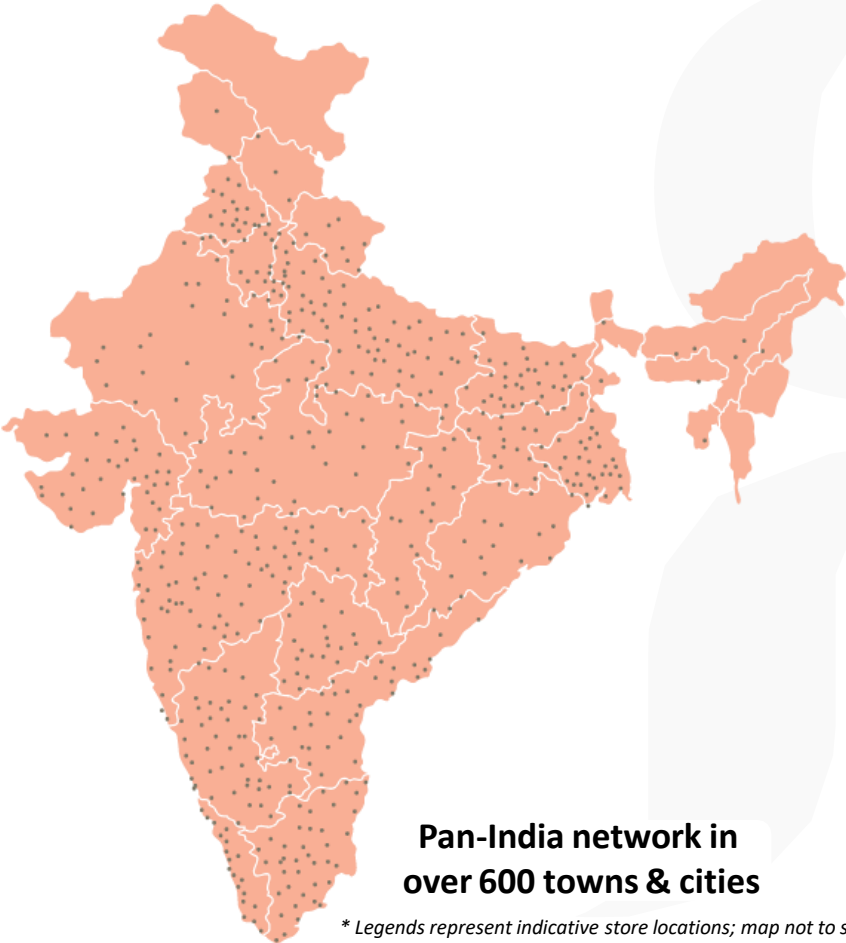 Pan-India network in
over 600 towns & cities
* Legends represent indicative store locations; map not to s